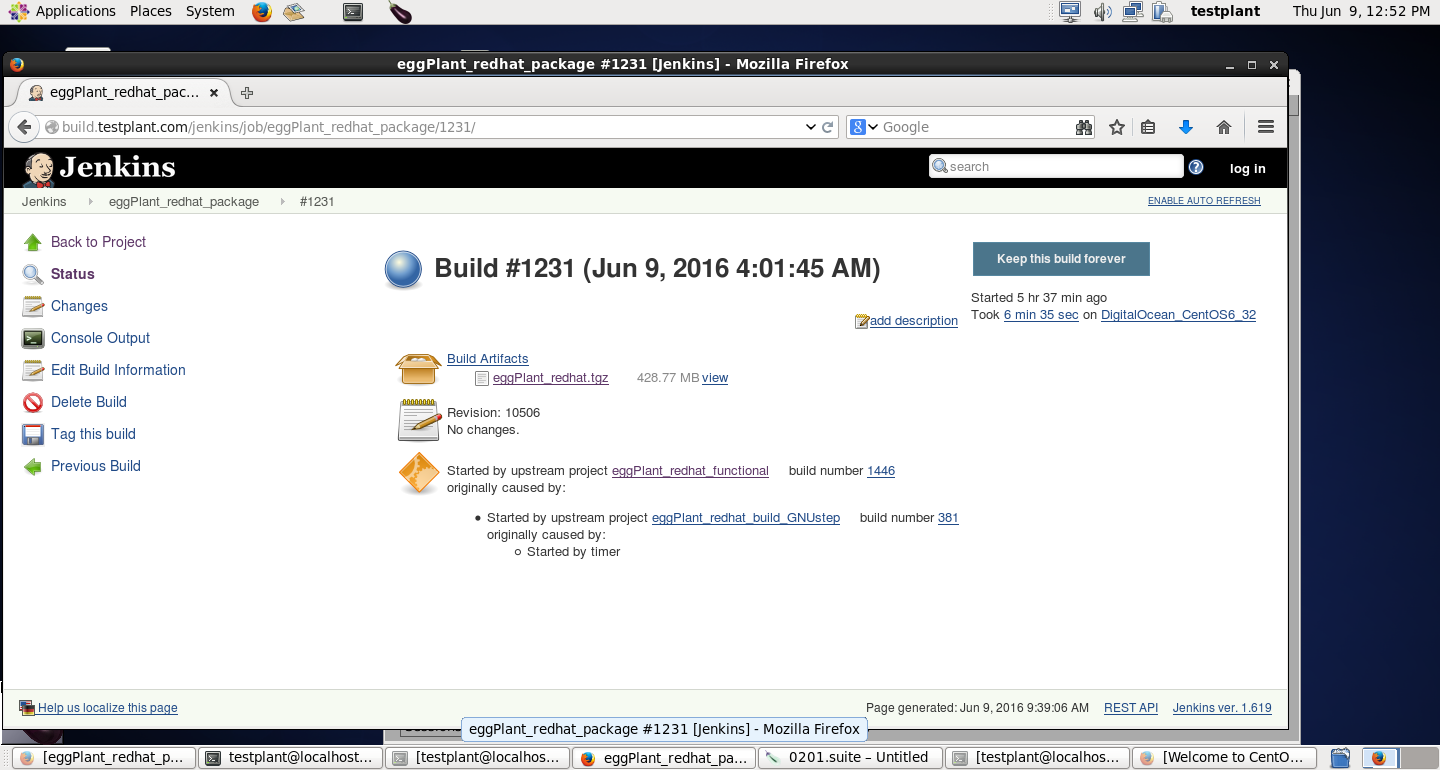 Applications Places System testplant Thu Jun 9, 12:52 PM
eggPlant_redhat_package #1231 [Jenkins] - Mozilla Firefox
eggPlant_redhat_pac...
build.testplant.com/jenkins/job/eggPlant_redhat_package/1231/ Google
Jenkins search log in
Jenkins eggPlant_redhat_package #1231 ENABLE AUTO REFRESH
Back to Project
Status
Changes
Console Output
Edit Build Information
Delete Build
Tag this build
Previous Build
Build #1231 (Jun 9, 2016 4:01:45 AM)
Keep this build forever
Started 5 hr 37 min ago
Took 6 min 35 sec on DigitalOcean_CentOS6_32
add description
Build Artifacts
eggPlant_redhat.tgz 428.77 MB view
Revision: 10506
No changes.
Started by upstream project eggPlant_redhat_functional build number 1446
originally caused by:
Started by upstream project eggPlant_redhat_build_GNUstep build number 381
originally caused by:
Started by timer
Help us localize this page Page generated: Jun 9, 2016 9:39:06 AM REST API Jenkins ver. 1.619
eggPlant_redhat_package #1231 [Jenkins] - Mozilla Firefox
[eggPlant_redhat_p... testplant@localhost... [testplant@localhos... eggPlant_redhat_pa... 0201.suite – Untitled [testplant@localhos... [Welcome to CentO...